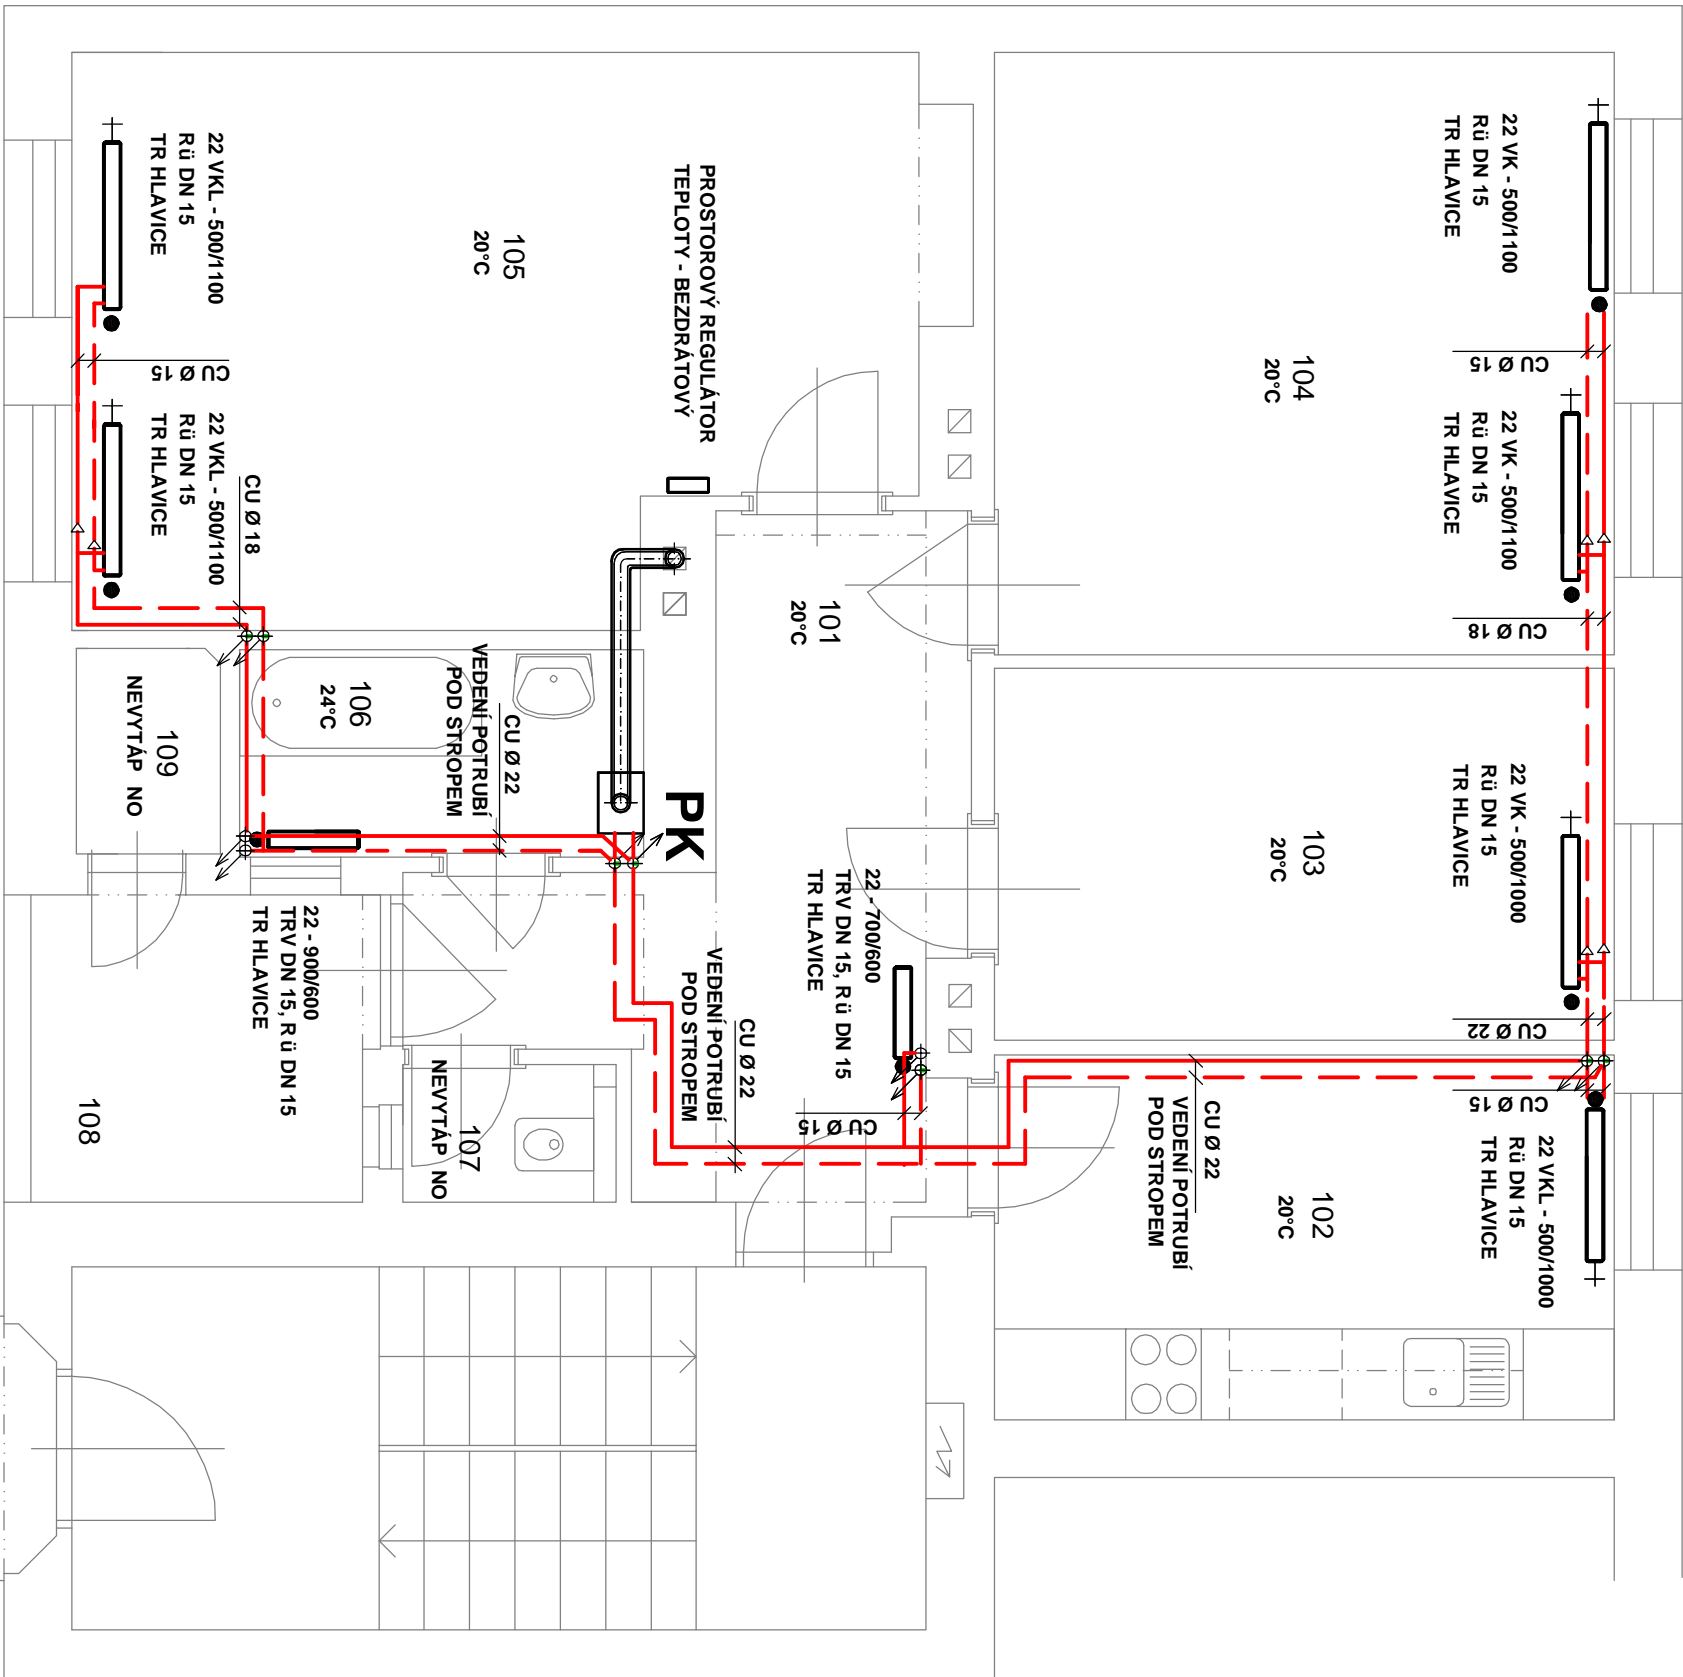 22 VK - 500/1100
Rü DN 15
TR HLAVICE
CU Ø 15
22 VK - 500/1100
Rü DN 15
TR HLAVICE
CU Ø 18
22 VK - 500/1000
Rü DN 15
TR HLAVICE
CU Ø 22
CU Ø 15
22 VKL - 500/1000
Rü DN 15
TR HLAVICE
104
20°C
103
20°C
102
20°C
CU Ø 22
VEDENÍ POTRUBÍ
POD STROPEM
101
20°C
22 - 700/600
TRV DN 15, Rü DN 15
TR HLAVICE
CU Ø 15
PROSTOROVÝ REGULÁTOR
TEPLOTY - BEZDRÁTOVÝ
PK
CU Ø 22
VEDENÍ POTRUBÍ
POD STROPEM
105
20°C
CU Ø 22
VEDENÍ POTRUBÍ
POD STROPEM
106
24°C
107
NEVYTÁP NO
22 - 900/600
TRV DN 15, Rü DN 15
TR HLAVICE
CU Ø 18
22 VKL - 500/1100
Rü DN 15
TR HLAVICE
CU Ø 15
22 VKL - 500/1100
Rü DN 15
TR HLAVICE
109
NEVYTÁP NO
108